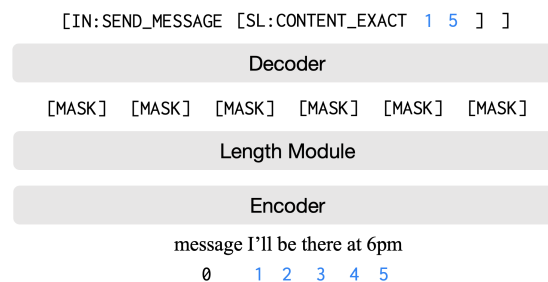 [IN:SEND_MESSAGE [SL:CONTENT_EXACT 1 5 ] ]
Decoder
[MASK] [MASK] [MASK] [MASK] [MASK] [MASK]
Length Module
Encoder
message I’ll be there at 6pm
0 1 2 3 4 5